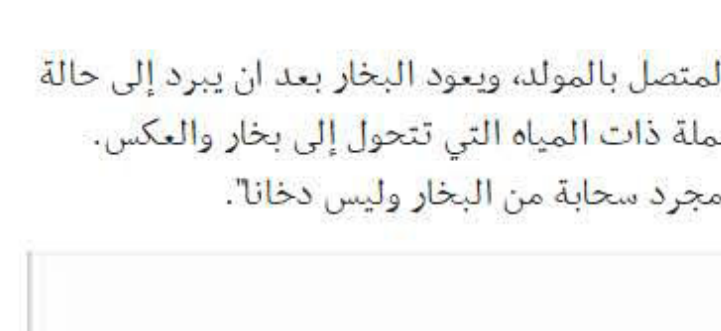 لمتصل بالمولد، ويعود البخار بعد ان يبرد إلى حالة
ملة ذات المياه التي تتحول إلى بخار والعكس.
مجرد سحابة من البخار وليس دخانا".